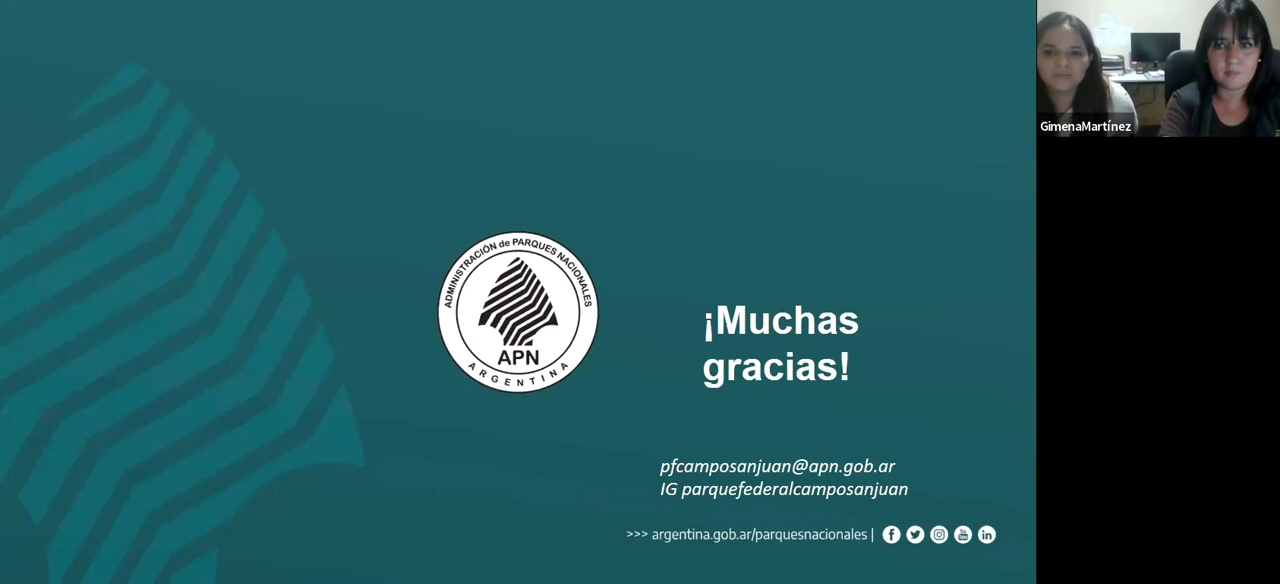 ADMINISTRACIÓN de PARQUES NACIONALES
APN
ARGENTINA
¡Muchas
gracias!
pfcamposanjuan@apn.gob.ar
IG parquefederalcamposanjuan
>>> argentina.gob.ar/parquesnacionales |
GimenaMartínez